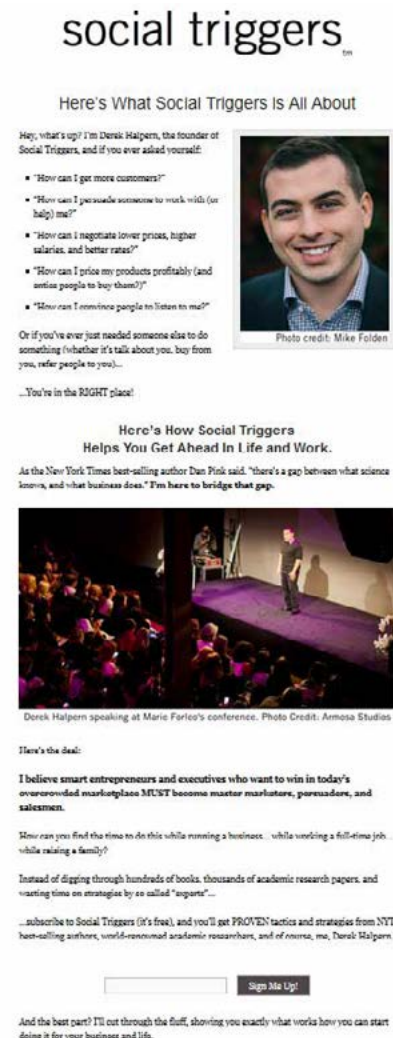 social triggers
tm
Here's What Social Triggers Is All About
Hey, what's up? I'm Derek Halpern, the founder of
Social Triggers, and if you ever asked yourself:
▪ "How can I get more customers?"
▪ "How can I persuade someone to work with (or
help) me?"
▪ "How can I negotiate lower prices, higher
salaries, and better rates?"
▪ "How can I price my products profitably (and
entice people to buy them?)"
▪ "How can I convince people to listen to me?"
Or if you've ever just needed someone else to do
something (whether it's talk about you, buy from
you, refer people to you)...
...You're in the RIGHT place!
Photo credit: Mike Folden
Here's How Social Triggers
Helps You Get Ahead In Life and Work.
As the New York Times best-selling author Dan Pink said, "there's a gap between what science
knows, and what business does." I'm here to bridge that gap.
Derek Halpern speaking at Marie Forleo's conference. Photo Credit: Armosa Studios
Here's the deal:
I believe smart entrepreneurs and executives who want to win in today's
overcrowded marketplace MUST become master marketers, persuaders, and
salesmen.
How can you find the time to do this while running a business... while working a full-time job...
while raising a family?
Instead of digging through hundreds of books, thousands of academic research papers, and
wasting time on strategies by so called "experts"...
...subscribe to Social Triggers (it's free), and you'll get PROVEN tactics and strategies from NYT
best-selling authors, world-renowned academic researchers, and of course, me, Derek Halpern.
Sign Me Up!
And the best part? I'll cut through the fluff, showing you exactly what works how you can start
doing it for your business and life.